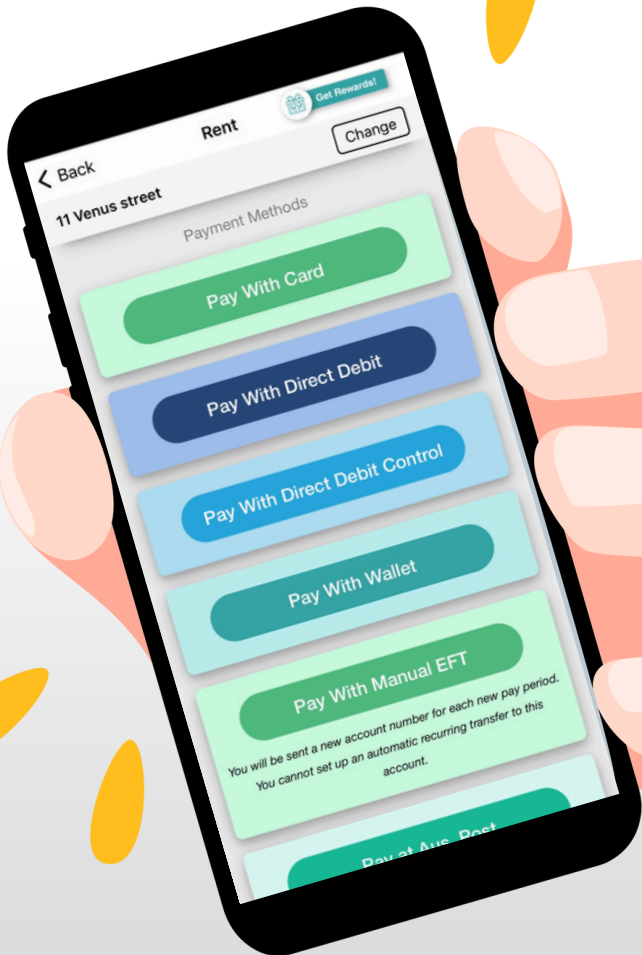 Back
Rent
Get Rewards!
11 Venus street
Change
Payment Methods
Pay With Card
Pay With Direct Debit
Pay With Direct Debit Control
Pay With Wallet
Pay With Manual EFT
You will be sent a new account number for each new pay period.
You cannot set up an automatic recurring transfer to this
account.
Pay at Aus. Post